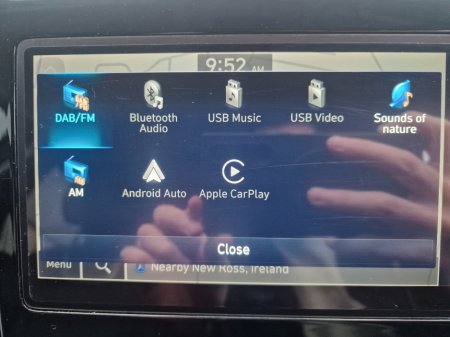 9:52 AM
DAB/FM
Bluetooth Audio
USB Music
USB Video
Sounds of nature
AM
Android Auto
Apple CarPlay
Close
Menu
Nearby New Ross, Ireland